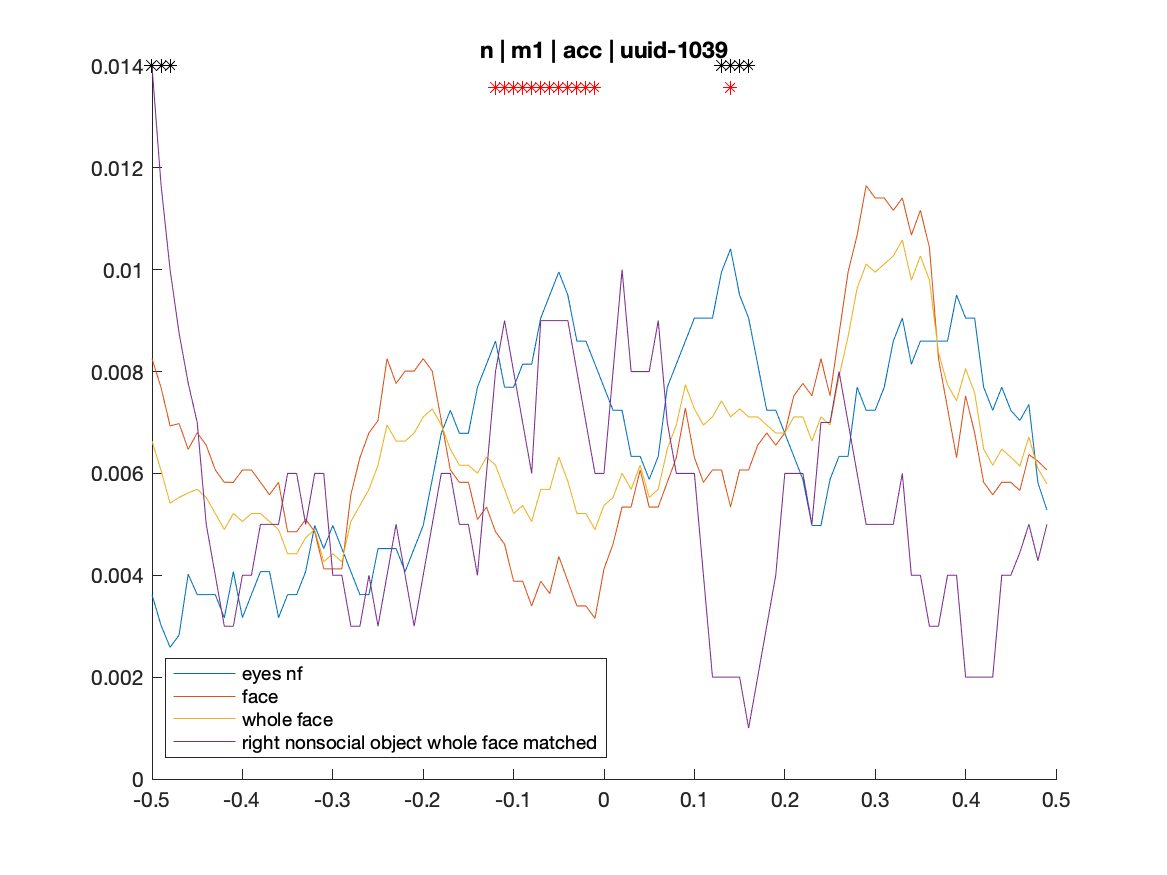 n | m1 | acc | uuid-1039
0.014
0.012
0.01
0.008
0.006
0.004
0.002
0
eyes nf
face
whole face
right nonsocial object whole face matched
-0.5 -0.4 -0.3 -0.2 -0.1 0 0.1 0.2 0.3 0.4 0.5